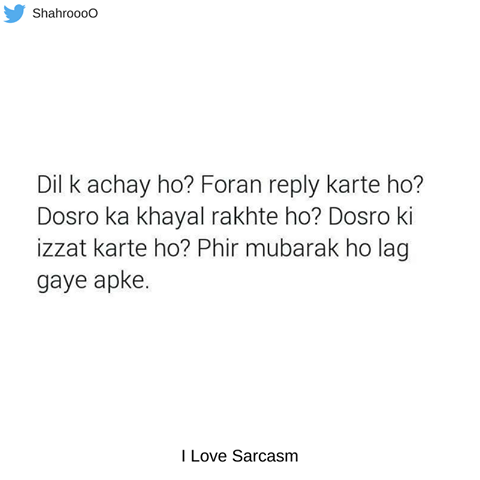 ShahroooO
Dil k achay ho? Foran reply karte ho?
Dosro ka khayal rakhte ho? Dosro ki
izzat karte ho? Phir mubarak ho lag
gaye apke.
I Love Sarcasm